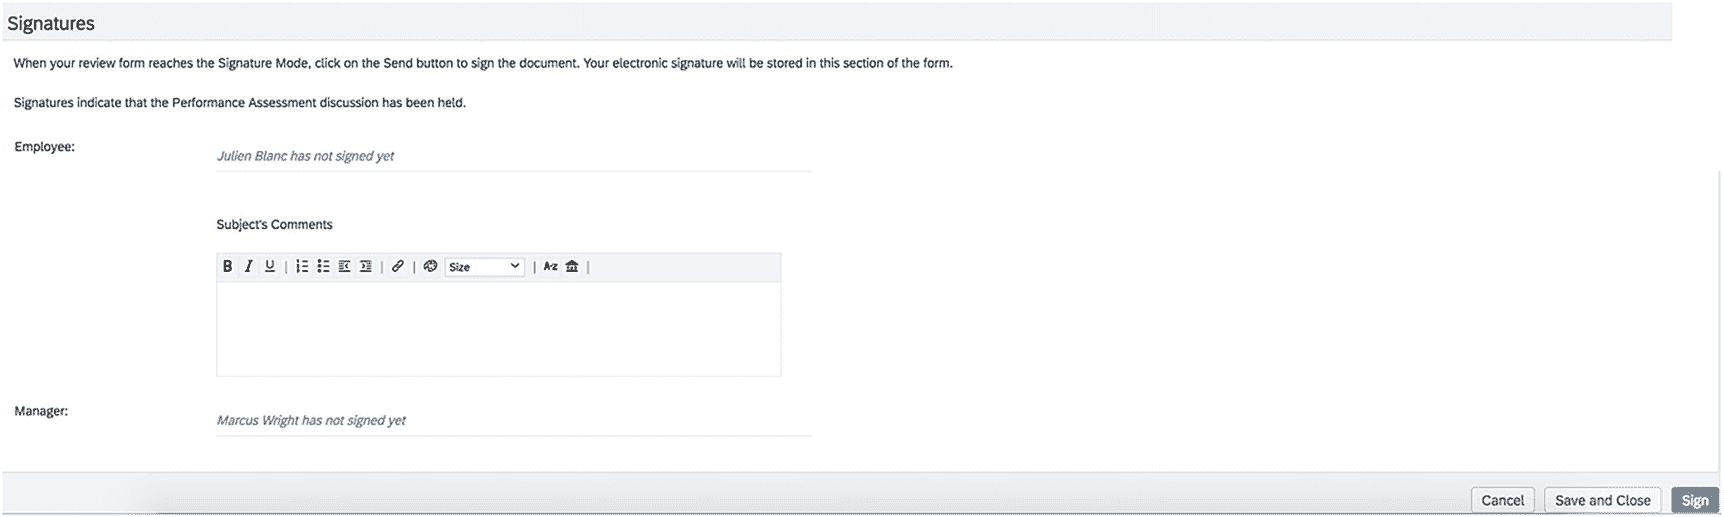 Signatures
When your review form reaches the Signature Mode, click on the Send button to sign the document. Your electronic signature will be stored in this section of the form.
Signatures indicate that the Performance Assessment discussion has been held.
Employee:
Julien Blanc has not signed yet
Subject's Comments
B I U | | | Size | A-z |
Manager:
Marcus Wright has not signed yet
Cancel Save and Close Sign